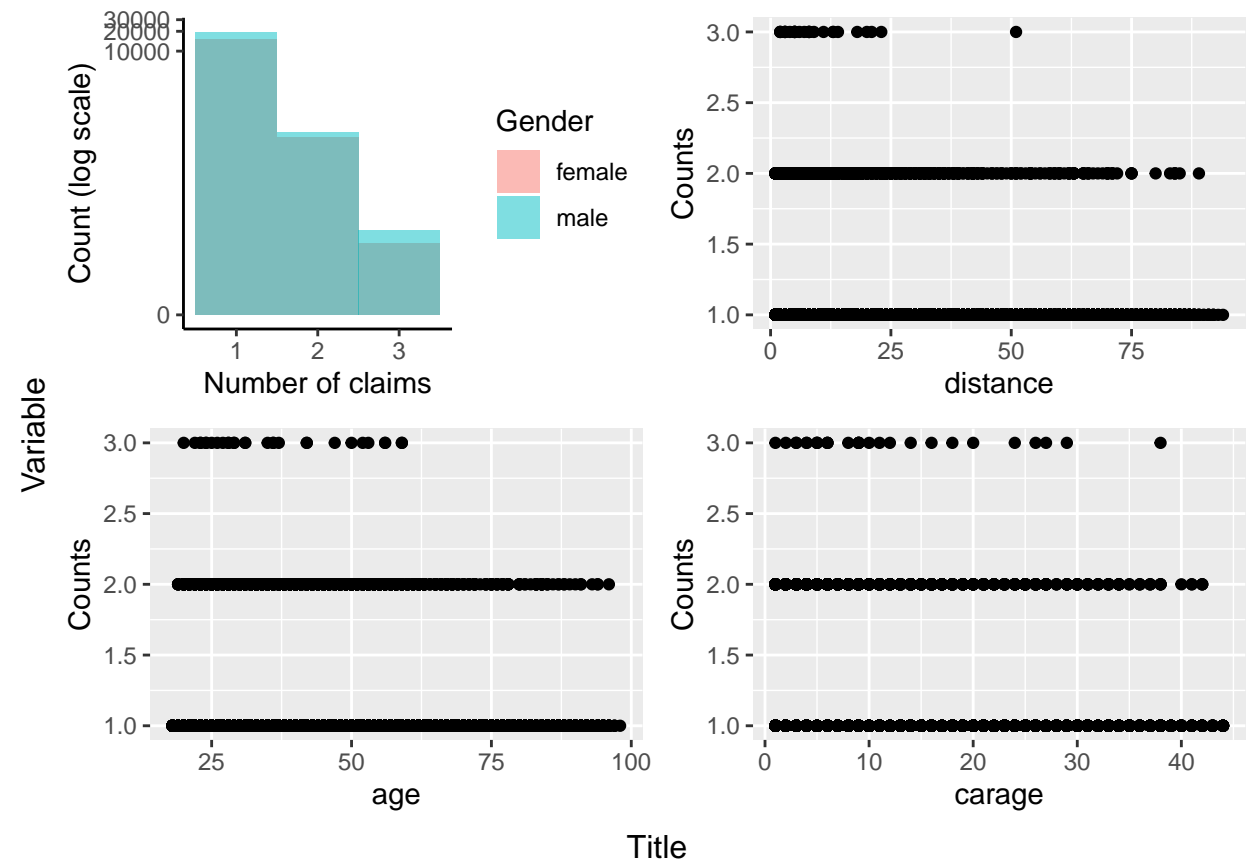 30000
20000
10000
0
Count (log scale)
1 2 3
Number of claims
Gender
female
male
3.0
2.5
2.0
1.5
1.0
Counts
0 25 50 75
distance
Variable
3.0
2.5
2.0
1.5
1.0
Counts
25 50 75 100
age
3.0
2.5
2.0
1.5
1.0
Counts
0 10 20 30 40
carage
Title